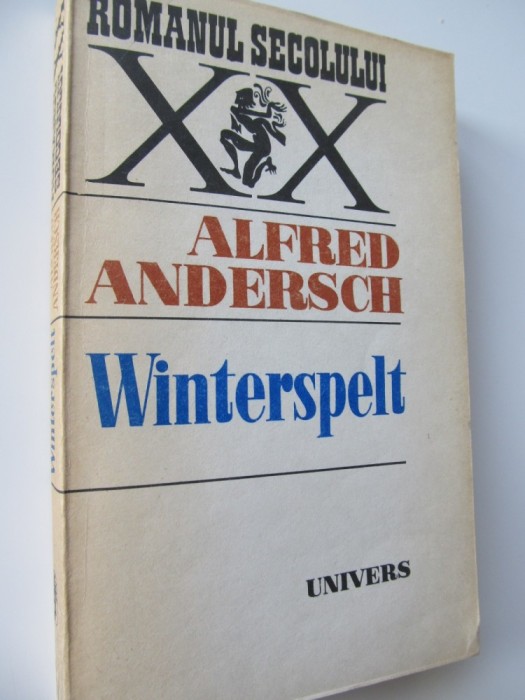 ROMANUL SECOLULUI
XX
ALFRED
ANDERSCH
Winterspelt
UNIVERS